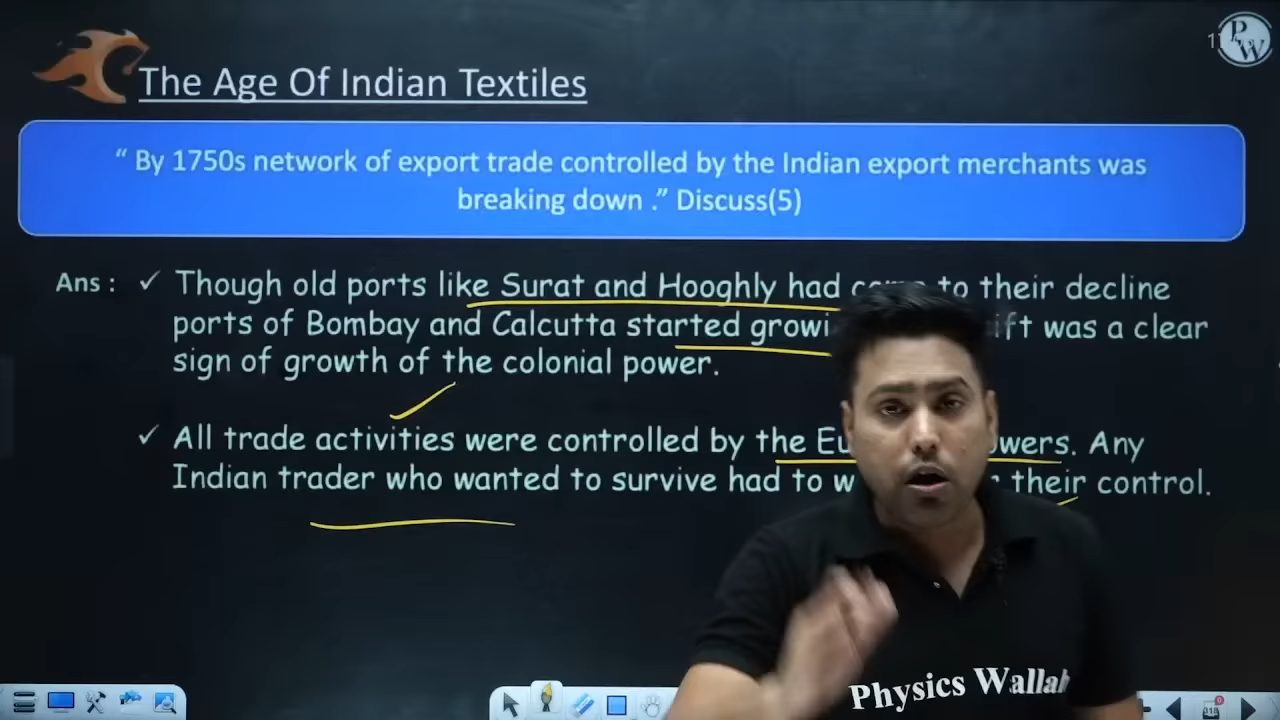 The Age Of Indian Textiles
“ By 1750s network of export trade controlled by the Indian export merchants was
breaking down .” Discuss(5)
Ans : ✓ Though old ports like Surat and Hooghly had to their decline
ports of Bombay and Calcutta started was a clear
sign of growth of the colonial power.
✓ All trade activities were controlled by the Any
Indian trader who wanted to survive had to their control.
P
W
Physics Wallah